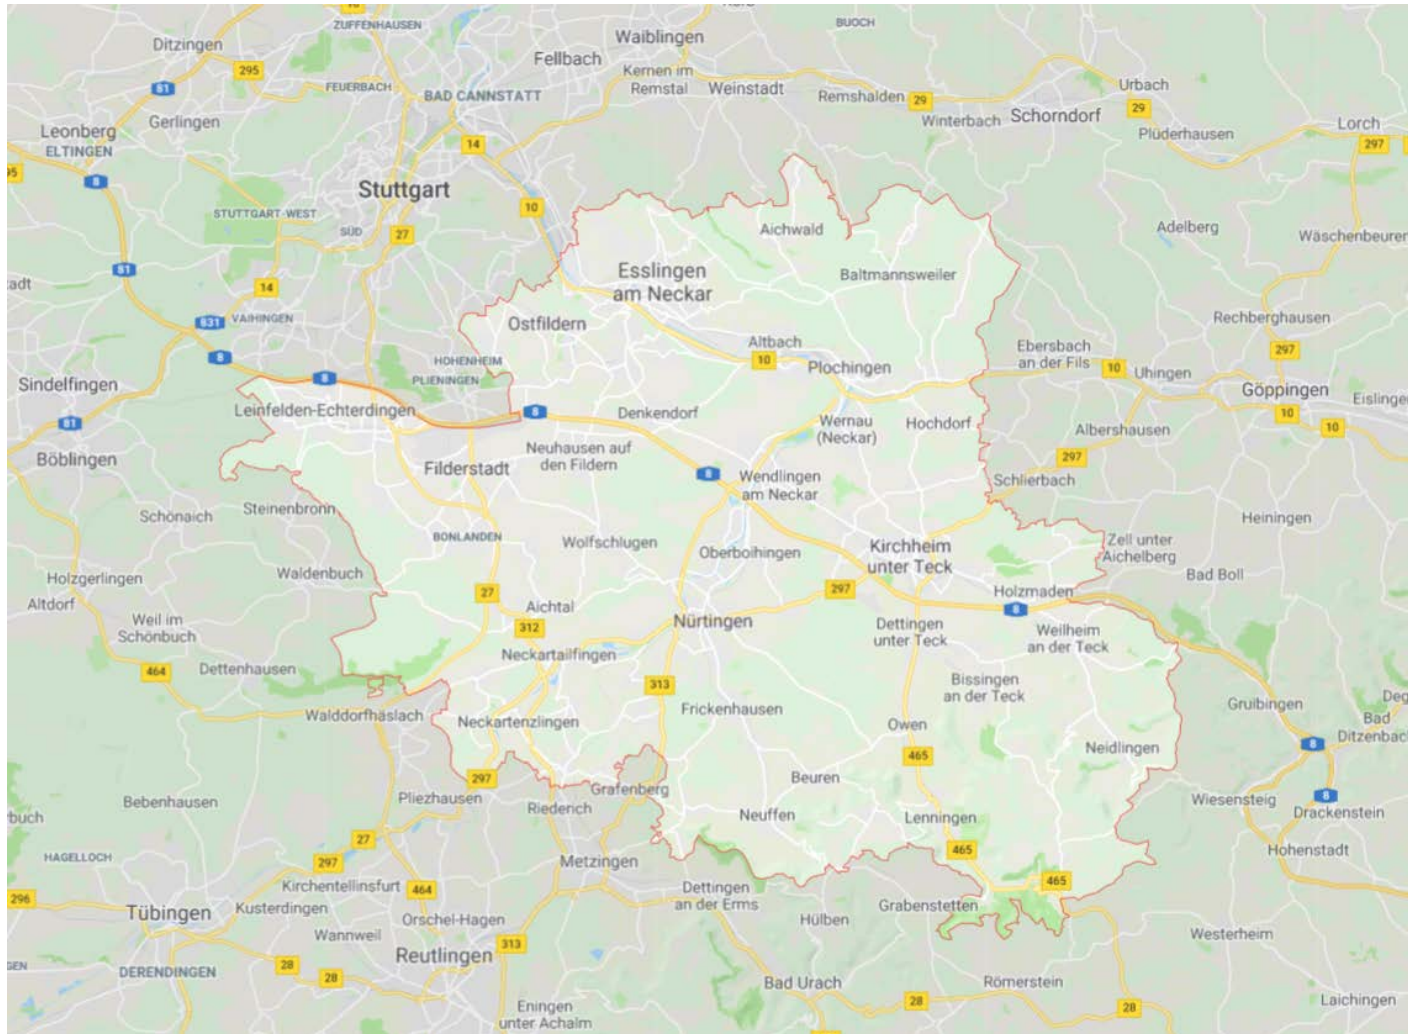 10
ZUFFENHAUSEN
BUOCH
Ditzingen
Waiblingen
Fellbach
295
Kernen im
Remstal
Weinstadt
Urbach
81
FEUERBACH
BAD CANNSTATT
Remshalden
29
29
Leonberg
ELTINGEN
Gerlingen
Winterbach
Schorndorf
Plüderhausen
Lorch
14
297
95
8
Stuttgart
STUTTGART-WEST
10
SÜD
27
Aichwald
Adelberg
Wäschenbeuren
81
Esslingen
am Neckar
Baltmannsweiler
adt
14
831
VAIHINGEN
Ostfildern
Rechberghausen
Altbach
297
8
HOHENHEIM
10
Plochingen
Ebersbach
an der Fils
10
Uhingen
Sindelfingen
8
PLIENINGEN
Göppingen
Leinfelden-Echterdingen
8
Denkendorf
Wernau
(Neckar)
Hochdorf
10
10
Eislingen
81
Albershausen
Böblingen
Neuhausen auf
den Fildern
Filderstadt
297
8
Wendlingen
am Neckar
Schlierbach
Steinenbronn
Schönaich
Heiningen
BONLANDEN
Wolfschlugen
Oberboihingen
Kirchheim
unter Teck
Zell unter
Aichelberg
Bad Boll
Holzgerlingen
Waldenbuch
27
297
Holzmaden
Altdorf
Aichtal
8
Weil im
Schönbuch
312
Nürtingen
Dettingen
unter Teck
Weilheim
an der Teck
Neckartailfingen
464
Dettenhausen
313
Bissingen
an der Teck
Walddorfhäslach
Neckartenzlingen
Frickenhausen
Owen
Gruibingen
Deg
Bad
Ditzenbach
465
Neidlingen
8
297
Beuren
Grafenberg
Pliezhausen
Riederich
Bebenhausen
Neuffen
Lenningen
Wiesensteig
8
Drackenstein
rbuch
27
HAGELLOCH
297
Metzingen
465
Hohenstadt
296
Kirchentellinsfurt
464
Dettingen
an der Erms
465
Tübingen
Kusterdingen
Orschel-Hagen
Hülben
Grabenstetten
Wannweil
313
Westerheim
GEN
DERENDINGEN
28
28
Reutlingen
Bad Urach
Römerstein
28
28
Eningen
unter Achalm
Laichingen